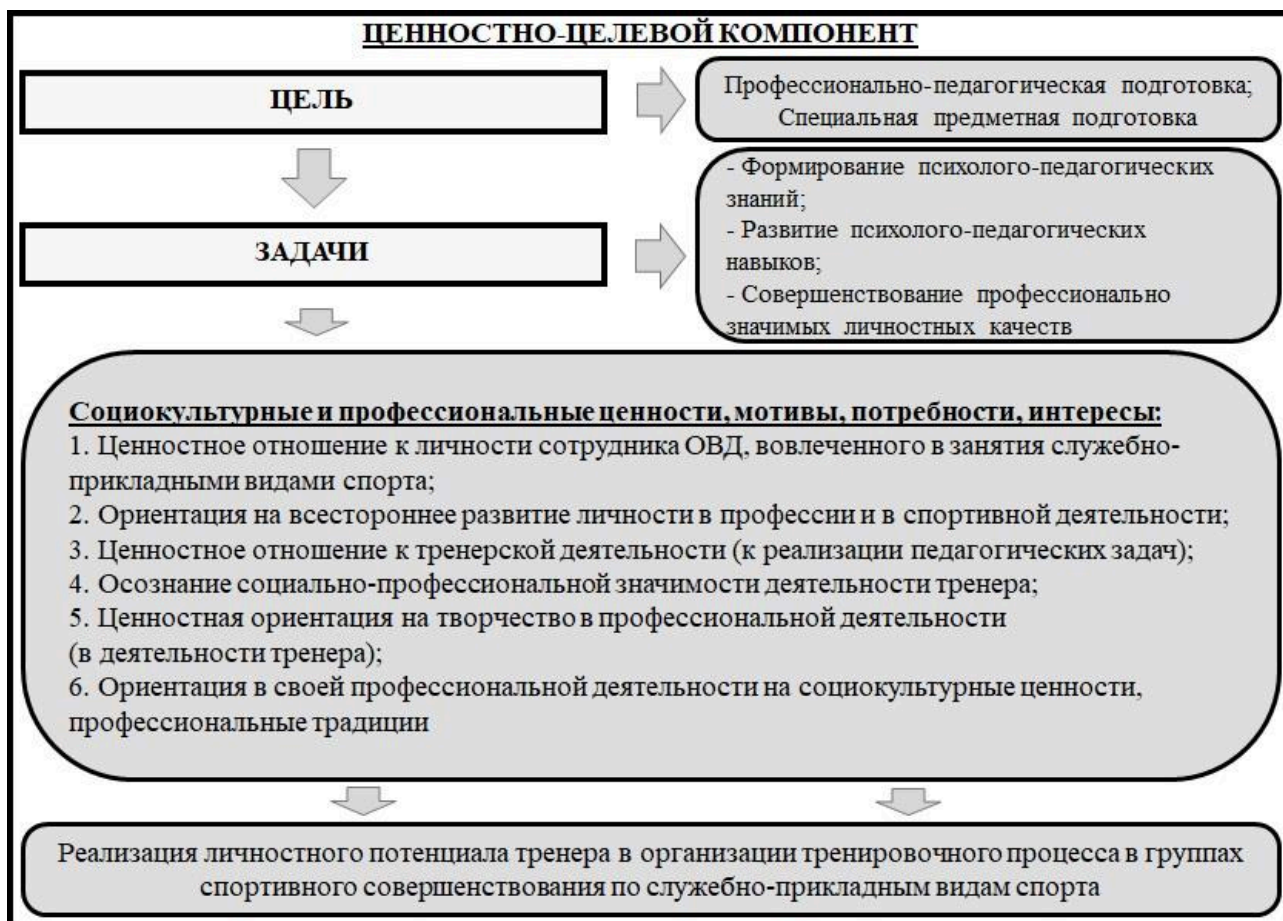 ЦЕННОСТНО-ЦЕЛЕВОЙ КОМПОНЕНТ
ЦЕЛЬ
Профессионально-педагогическая подготовка;
Специальная предметная подготовка
ЗАДАЧИ
- Формирование психолого-педагогических
знаний;
- Развитие психолого-педагогических
навыков;
- Совершенствование профессионально
значимых личностных качеств
Социокультурные и профессиональные ценности, мотивы, потребности, интересы:
1. Ценностное отношение к личности сотрудника ОВД, вовлеченного в занятия служебно-
прикладными видами спорта;
2. Ориентация на всестороннее развитие личности в профессии и в спортивной деятельности;
3. Ценностное отношение к тренерской деятельности (к реализации педагогических задач);
4. Осознание социально-профессиональной значимости деятельности тренера;
5. Ценностная ориентация на творчество в профессиональной деятельности
(в деятельности тренера);
6. Ориентация в своей профессиональной деятельности на социокультурные ценности,
профессиональные традиции
Реализация личностного потенциала тренера в организации тренировочного процесса в группах
спортивного совершенствования по служебно-прикладным видам спорта